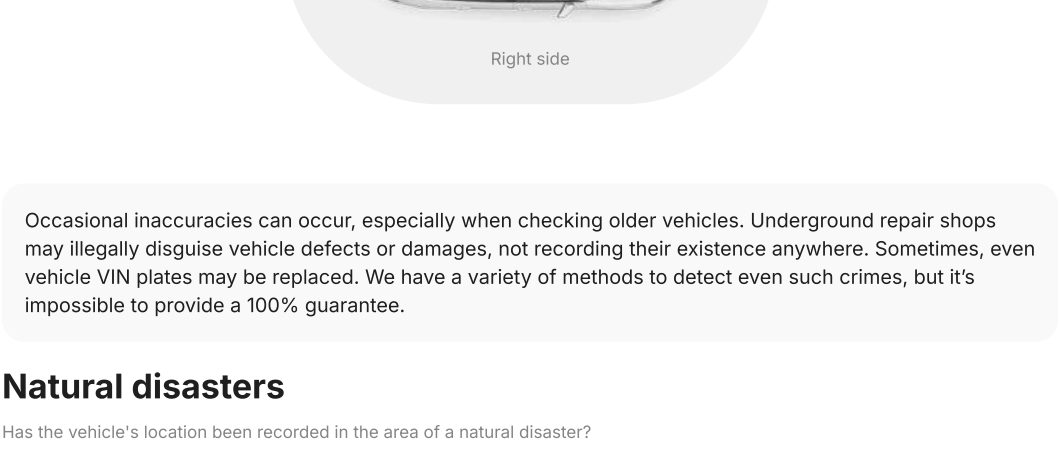 Right side
Occasional inaccuracies can occur, especially when checking older vehicles. Underground repair shops
may illegally disguise vehicle defects or damages, not recording their existence anywhere. Sometimes, even
vehicle VIN plates may be replaced. We have a variety of methods to detect even such crimes, but it’s
impossible to provide a 100% guarantee.
Natural disasters
Has the vehicle's location been recorded in the area of a natural disaster?